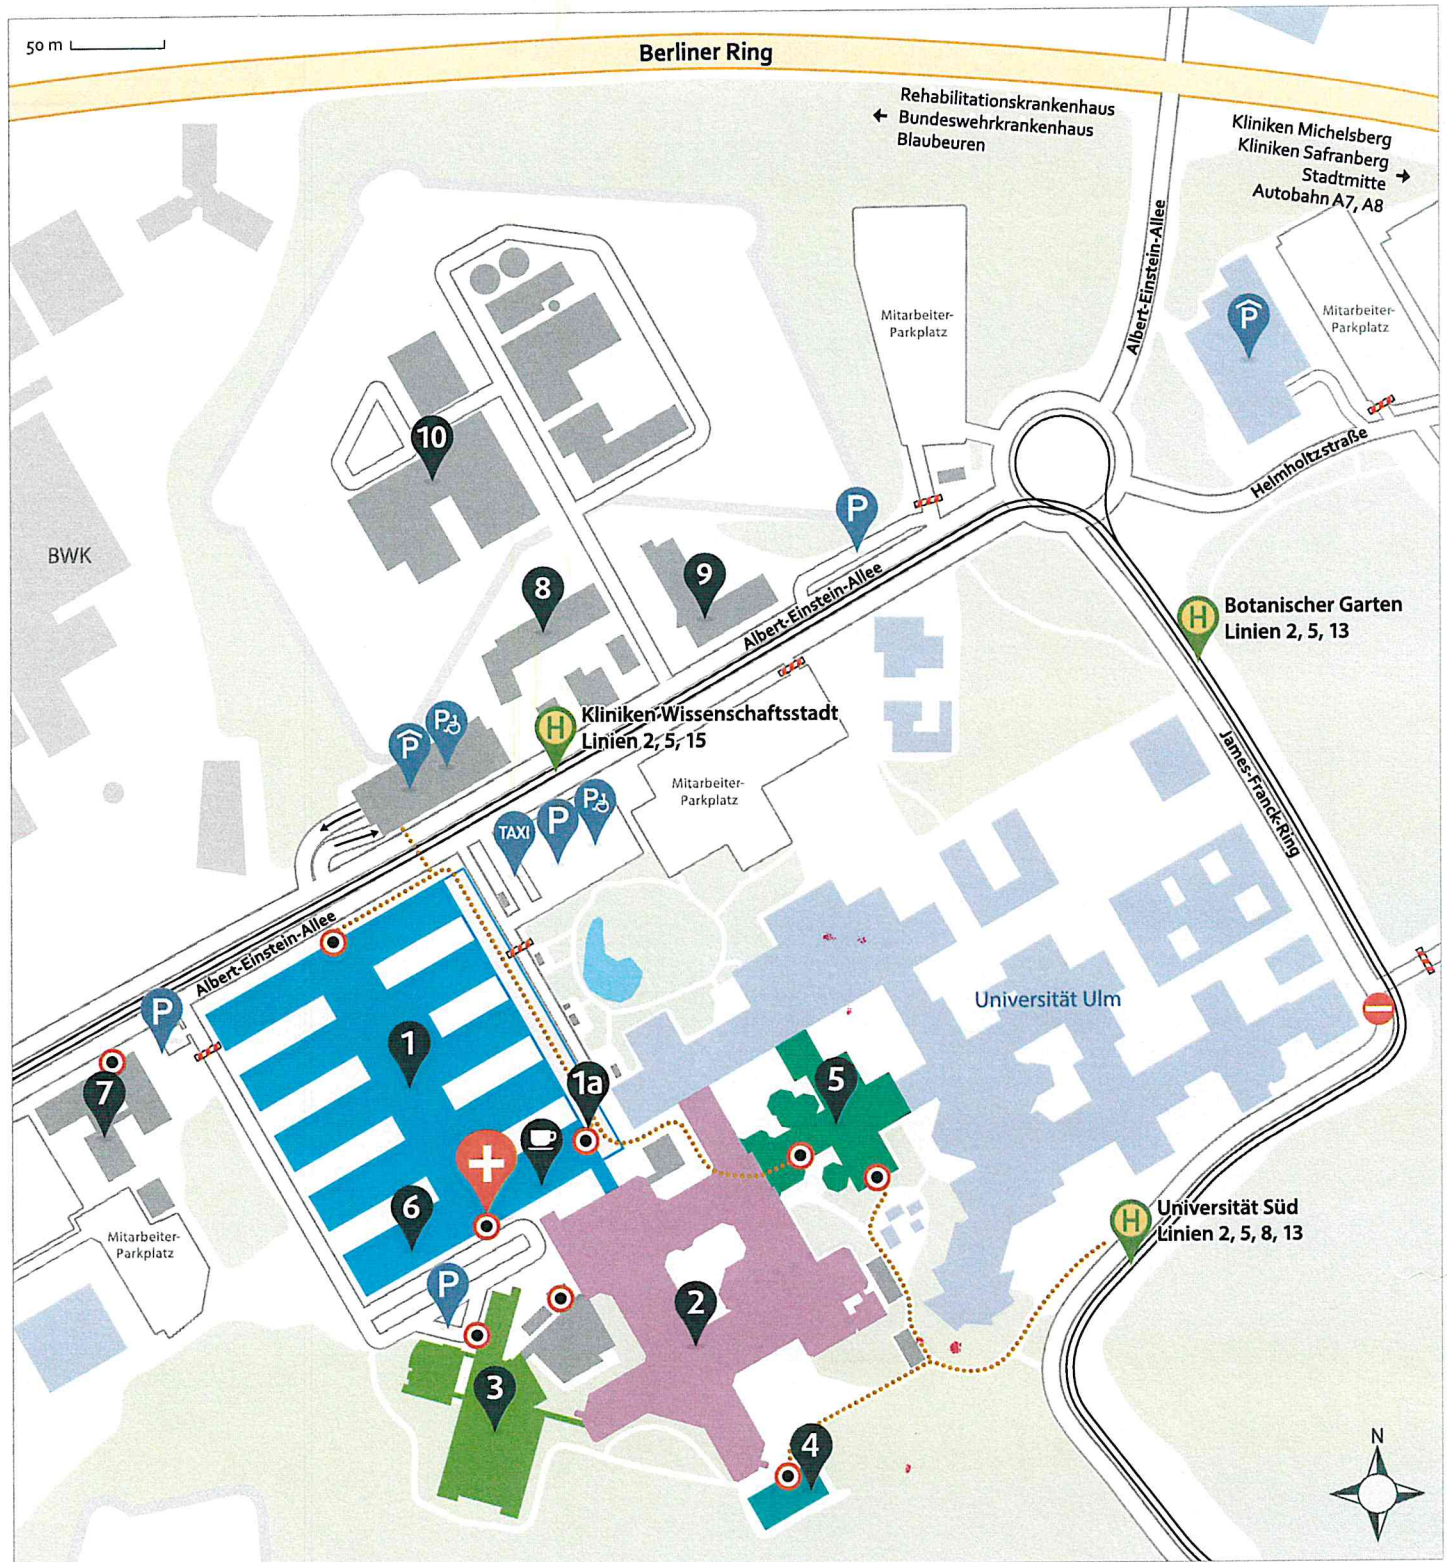 50 m
Berliner Ring
Rehabilitationskrankenhaus
← Bundeswehrkrankenhaus
Blaubeuren
Kliniken Michelsberg
Kliniken Safranberg
Stadtmitte →
Autobahn A7, A8
Albert-Einstein-Allee
Mitarbeiter-
Parkplatz
P
Mitarbeiter-
Parkplatz
10
Helmholtzstraße
P
BWK
8
9
Albert-Einstein-Allee
H
Botanischer Garten
Linien 2, 5, 13
P
P
H
Kliniken Wissenschaftsstadt
Linien 2, 5, 15
James-Franck-Ring
Mitarbeiter-
Parkplatz
TAXI
P
P
Albert-Einstein-Allee
P
Universität Ulm
1
1a
5
7
6
H
Universität Süd
Linien 2, 5, 8, 13
Mitarbeiter-
Parkplatz
P
2
3
4
N